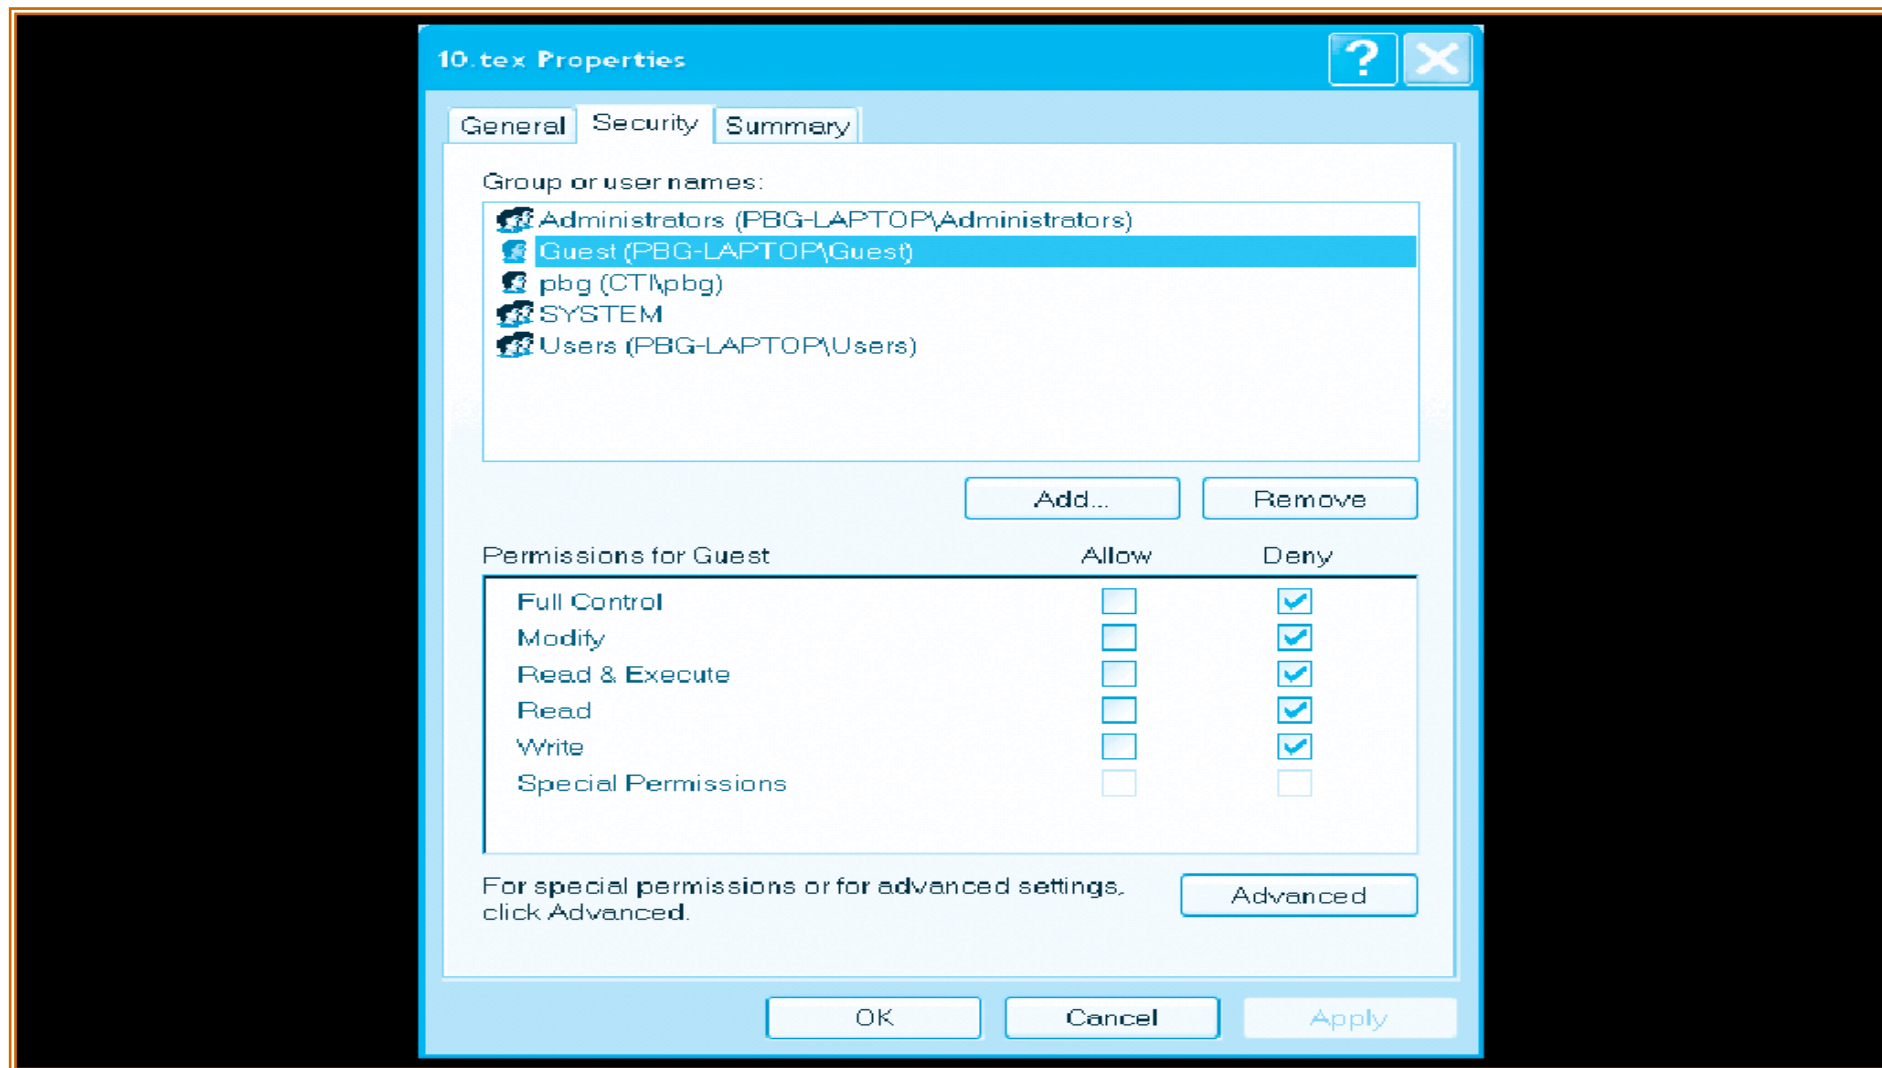 10.tex Properties
General Security Summary
Group or user names:
Administrators (PBG-LAPTOP\Administrators)
Guest (PBG-LAPTOP\Guest)
pbg (CTI\pbg)
SYSTEM
Users (PBG-LAPTOP\Users)
Add... Remove
Permissions for Guest Allow Deny
Full Control
Modify
Read & Execute
Read
Write
Special Permissions
For special permissions or for advanced settings,
click Advanced.
Advanced
OK Cancel Apply